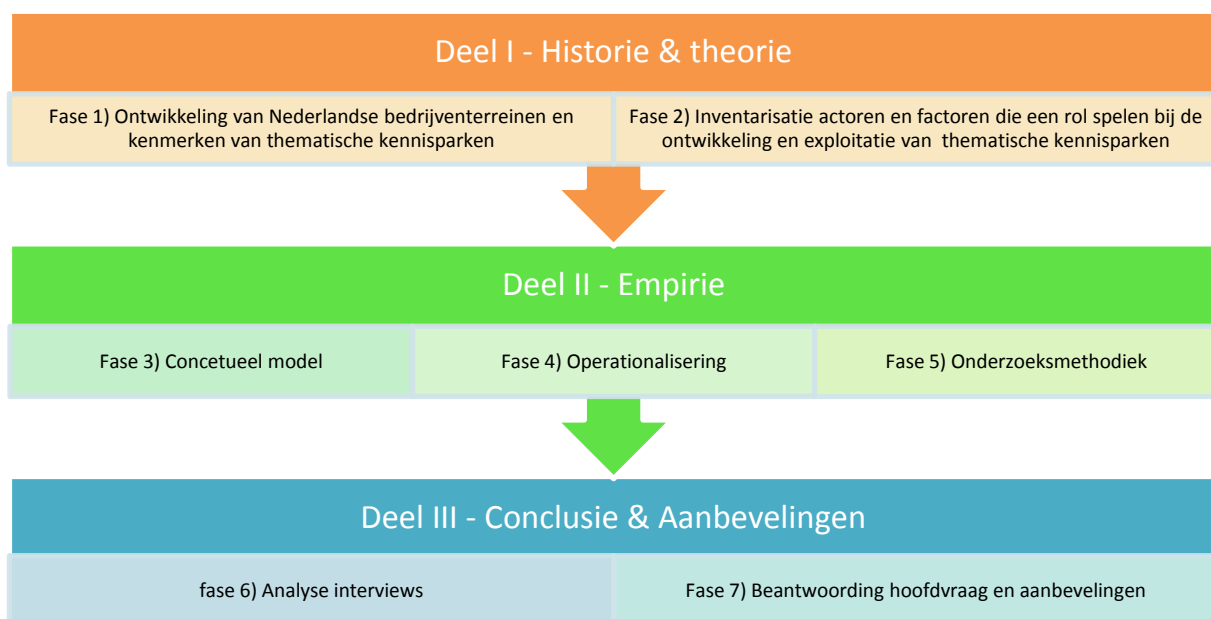 Deel I - Historie & theorie
Fase 1) Ontwikkeling van Nederlandse bedrijventerreinen en
kenmerken van thematische kennisparken
Fase 2) Inventarisatie actoren en factoren die een rol spelen bij de
ontwikkeling en exploitatie van thematische kennisparken
Deel II - Empirie
Fase 3) Concetueel model
Fase 4) Operationalisering
Fase 5) Onderzoeksmethodiek
Deel III - Conclusie & Aanbevelingen
fase 6) Analyse interviews
Fase 7) Beantwoording hoofdvraag en aanbevelingen